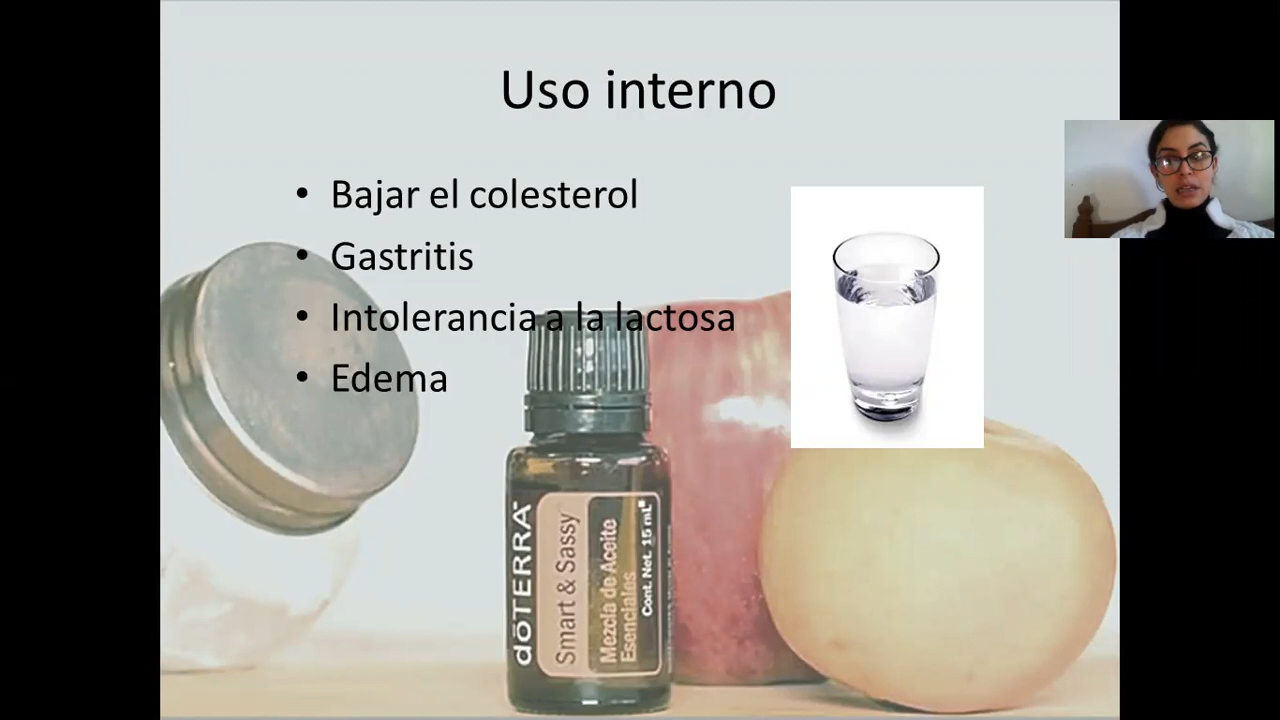 Uso interno
• Bajar el colesterol
• Gastritis
• Intolerancia a la lactosa
• Edema
dōTERRA
Smart & Sassy
Mezcla de Aceite
Esenciales
Cont. Net. 15 mL